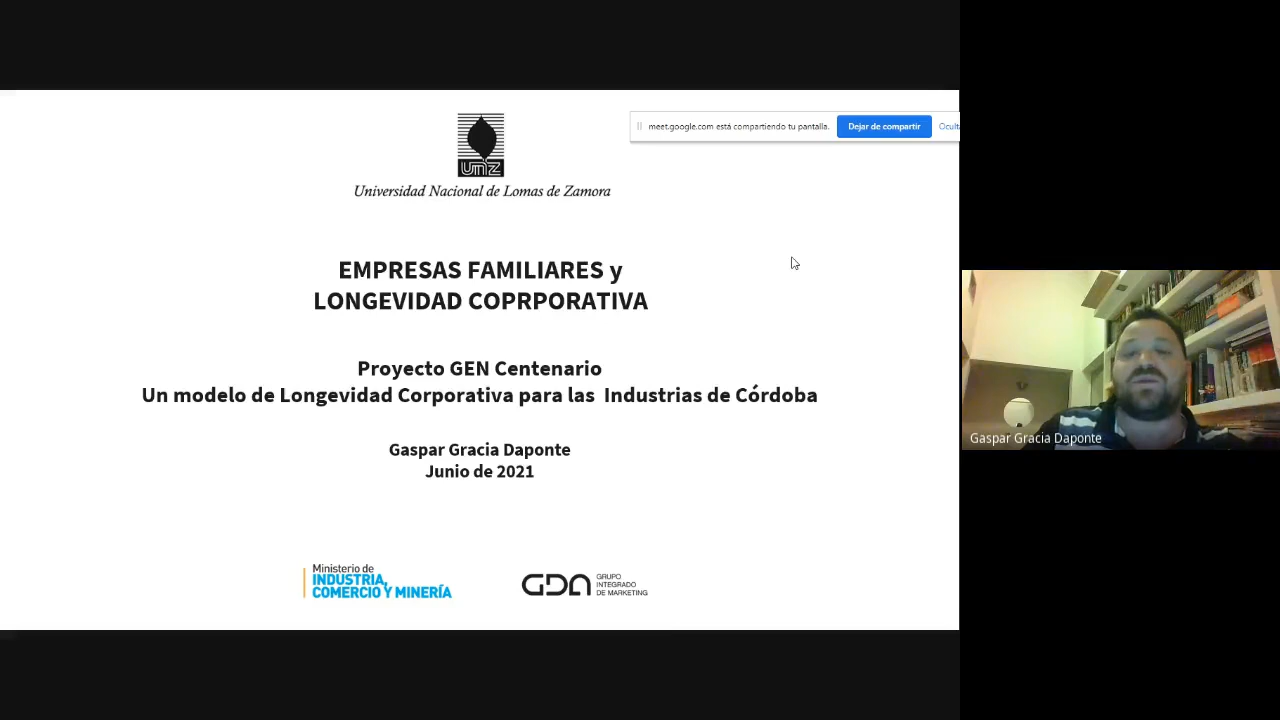 UNLZ
Universidad Nacional de Lomas de Zamora
meet.google.com está compartiendo tu pantalla.
Dejar de compartir
EMPRESAS FAMILIARES y
LONGEVIDAD COPRPORATIVA
Proyecto GEN Centenario
Un modelo de Longevidad Corporativa para las Industrias de Córdoba
Gaspar Gracia Daponte
Junio de 2021
Ministerio de
INDUSTRIA,
COMERCIO Y MINERÍA
GDA
GRUPO
INTEGRADO
DE MARKETING
Gaspar Gracia Daponte